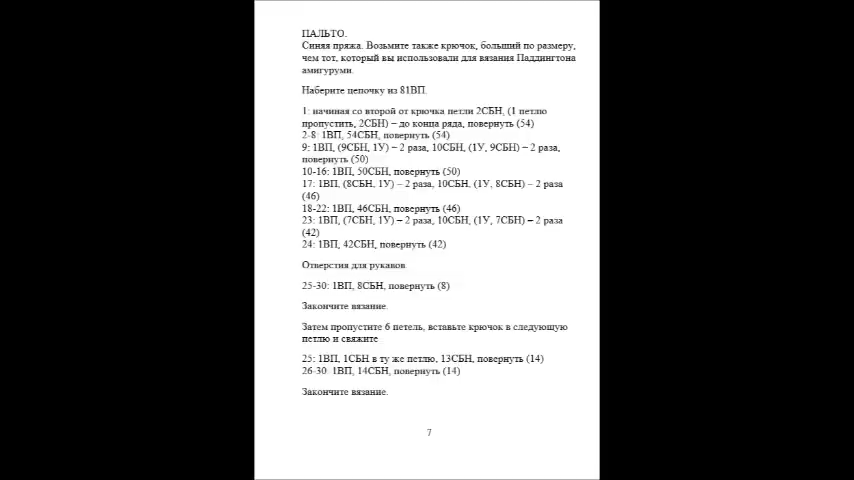 ПАЛЬТО.
Синяя пряжа. Возьмите также крючок, больший по размеру,
чем тот, который вы использовали для вязания Паддингтона
амигуруми.
Наберите цепочку из 81ВП.
1: начиная со второй от крючка петли 2СБН, (1 петлю
пропустить, 2СБН) – до конца ряда, повернуть (54)
2-8: 1ВП, 54СБН, повернуть (54)
9: 1ВП, (9СБН, 1У) – 2 раза, 10СБН, (1У, 9СБН) – 2 раза,
повернуть (50)
10-16: 1ВП, 50СБН, повернуть (50)
17: 1ВП, (8СБН, 1У) – 2 раза, 10СБН, (1У, 8СБН) – 2 раза
(46)
18-22: 1ВП, 46СБН, повернуть (46)
23: 1ВП, (7СБН, 1У) – 2 раза, 10СБН, (1У, 7СБН) – 2 раза
(42)
24: 1ВП, 42СБН, повернуть (42)
Отверстия для рукавов
25-30: 1ВП, 8СБН, повернуть (8)
Закончите вязание.
Затем пропустите 6 петель, вставьте крючок в следующую
петлю и свяжите
25: 1ВП, 1СБН в ту же петлю, 13СБН, повернуть (14)
26-30: 1ВП, 14СБН, повернуть (14)
Закончите вязание.
7